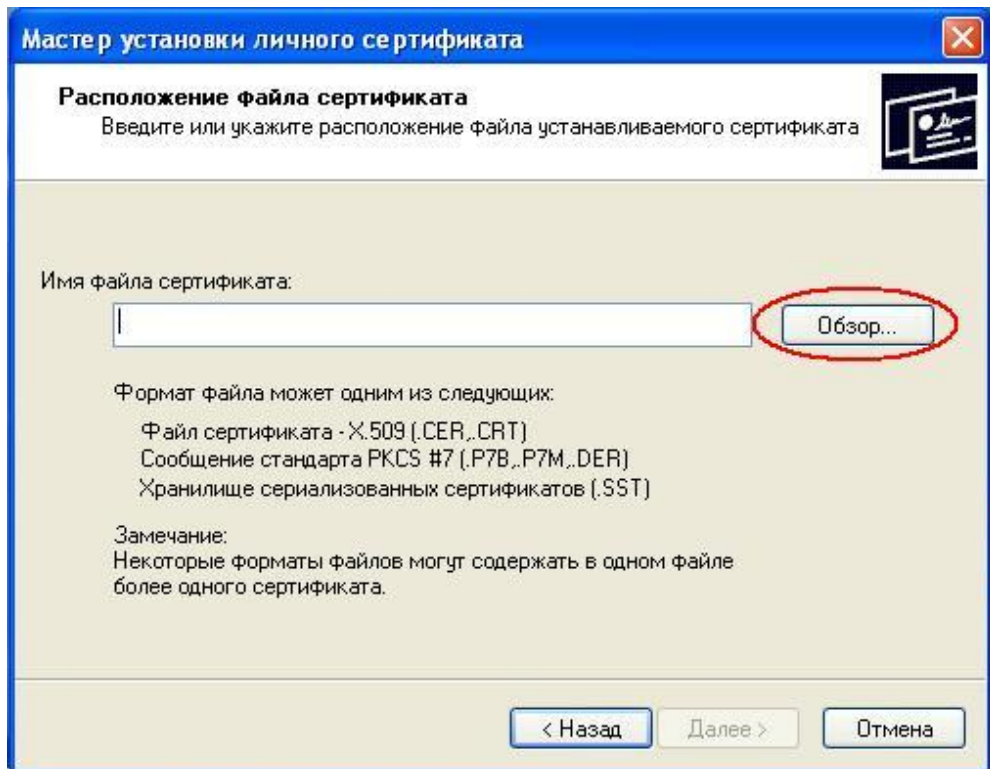 Мастер установки личного сертификата
Расположение файла сертификата
Введите или укажите расположение файла устанавливаемого сертификата
Имя файла сертификата:
Обзор...
Формат файла может одним из следующих:
Файл сертификата - X.509 (.CER,.CRT)
Сообщение стандарта PKCS #7 (.P7B,.P7M,.DER)
Хранилище сериализованных сертификатов (.SST)
Замечание:
Некоторые форматы файлов могут содержать в одном файле
более одного сертификата.
< Назад Далее > Отмена